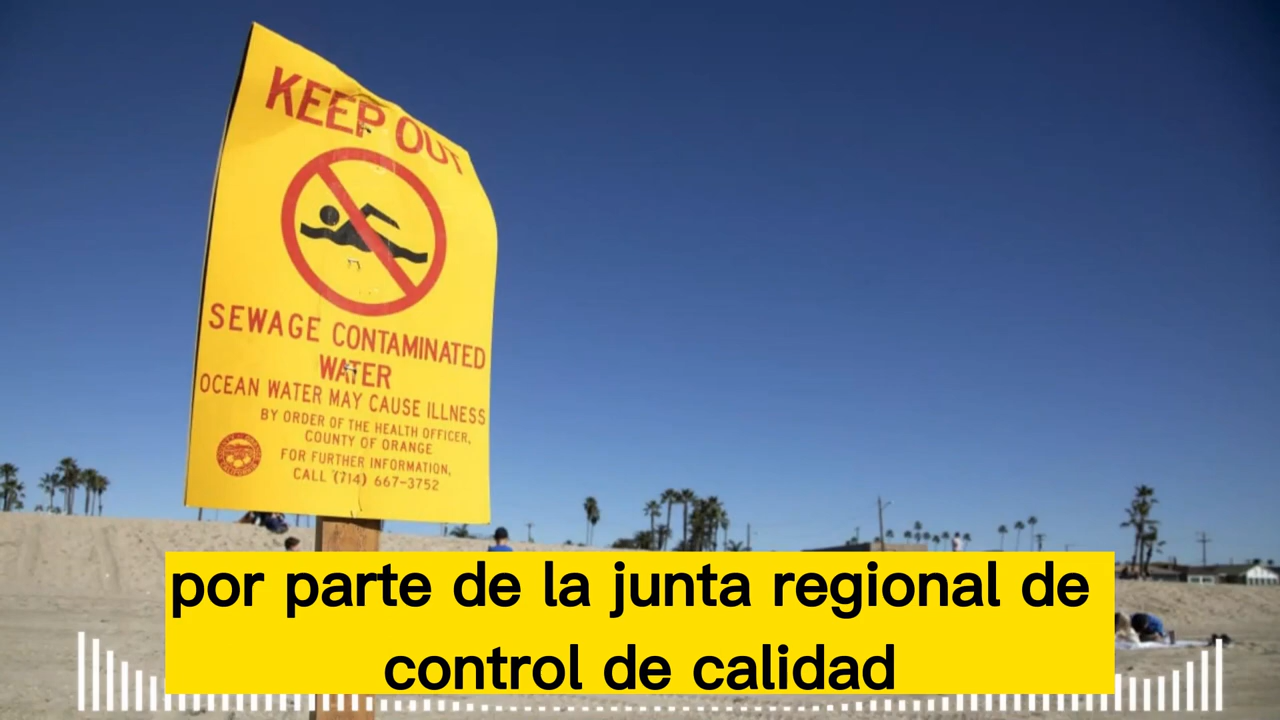 KEEP OUT
SEWAGE CONTAMINATED
WATER
OCEAN WATER MAY CAUSE ILLNESS
BY ORDER OF THE HEALTH OFFICER,
COUNTY OF ORANGE
FOR FURTHER INFORMATION,
CALL (714) 667-3752
por parte de la junta regional de
control de calidad